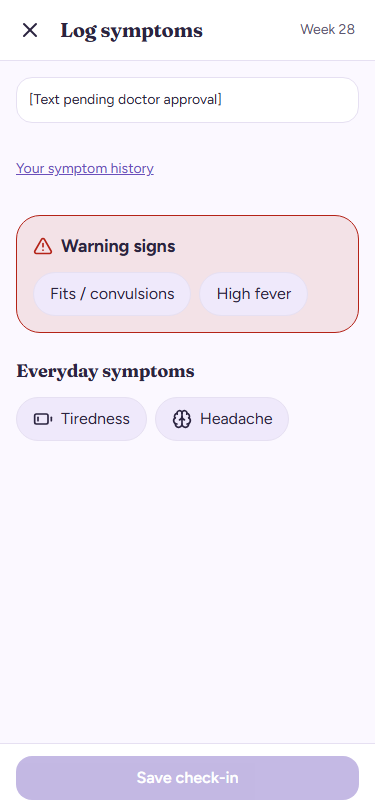 Log symptoms
Week 28
[Text pending doctor approval]
Your symptom history
Warning signs
Fits / convulsions
High fever
Everyday symptoms
Tiredness
Headache
Save check-in